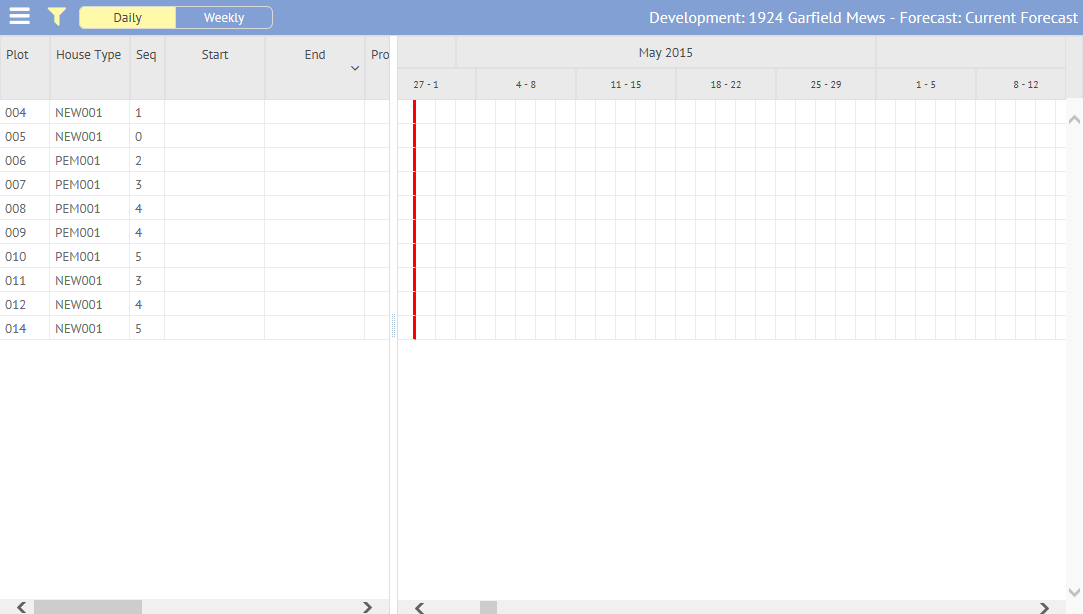 Daily Weekly Development: 1924 Garfield Mews - Forecast: Current Forecast
Plot House Type Seq Start End Pro May 2015
27 - 1 4 - 8 11 - 15 18 - 22 25 - 29 1 - 5 8 - 12
004 NEW001 1
005 NEW001 0
006 PEM001 2
007 PEM001 3
008 PEM001 4
009 PEM001 4
010 PEM001 5
011 NEW001 3
012 NEW001 4
014 NEW001 5